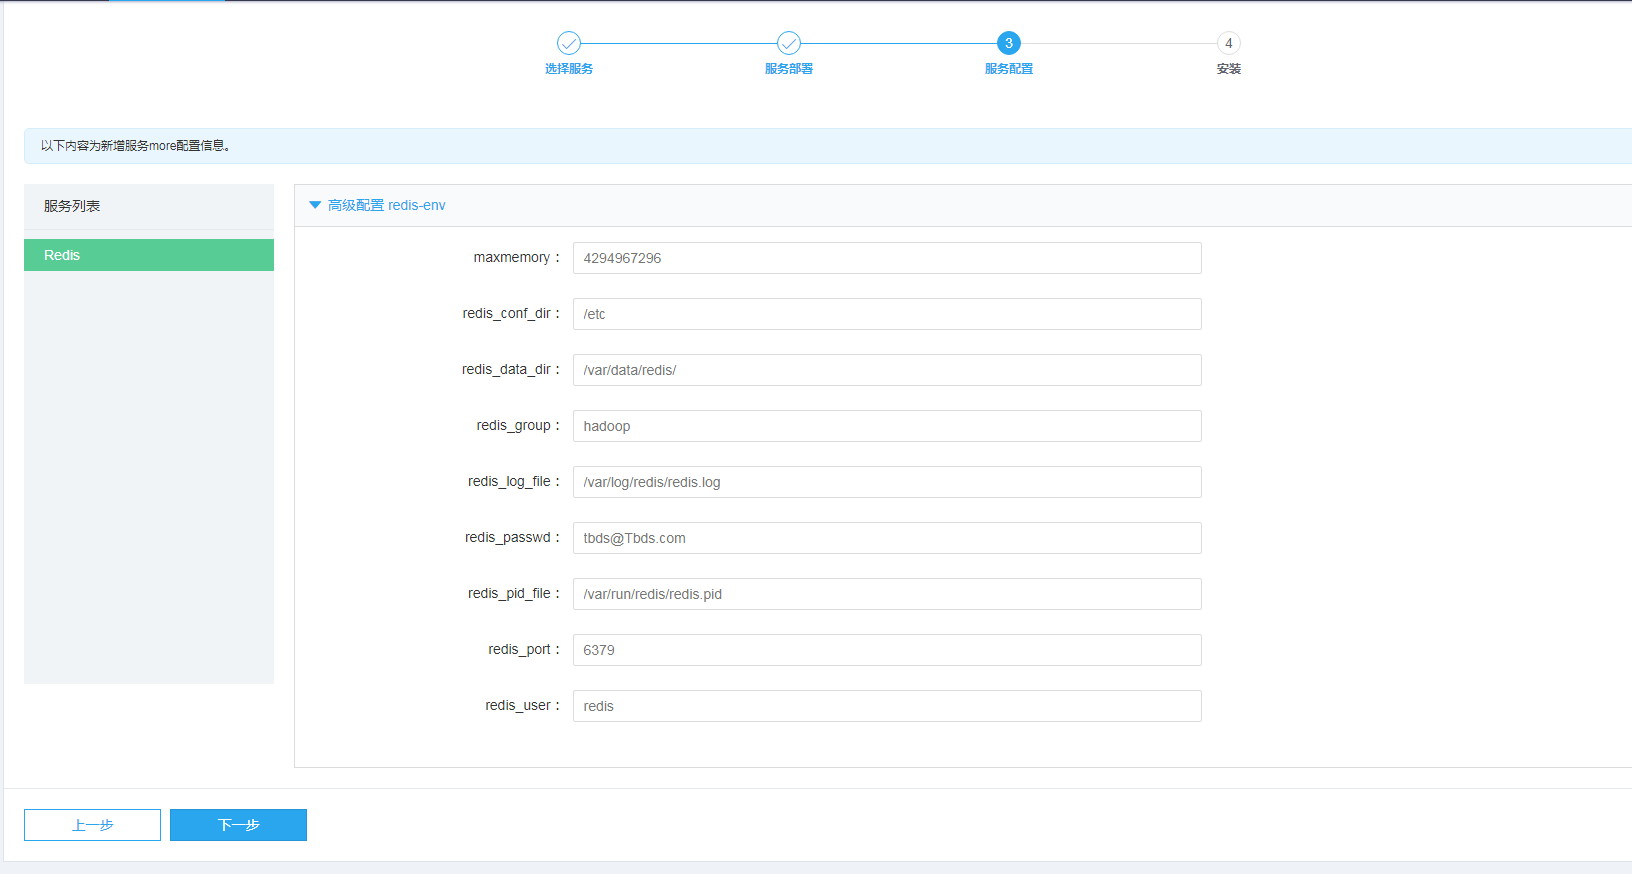 3
4
选择服务
服务部署
服务配置
安装
以下内容为新增服务more配置信息。
服务列表
Redis
高级配置 redis-env
maxmemory： 4294967296
redis_conf_dir： /etc
redis_data_dir： /var/data/redis/
redis_group： hadoop
redis_log_file： /var/log/redis/redis.log
redis_passwd： tbds@Tbds.com
redis_pid_file： /var/run/redis/redis.pid
redis_port： 6379
redis_user： redis
上一步
下一步